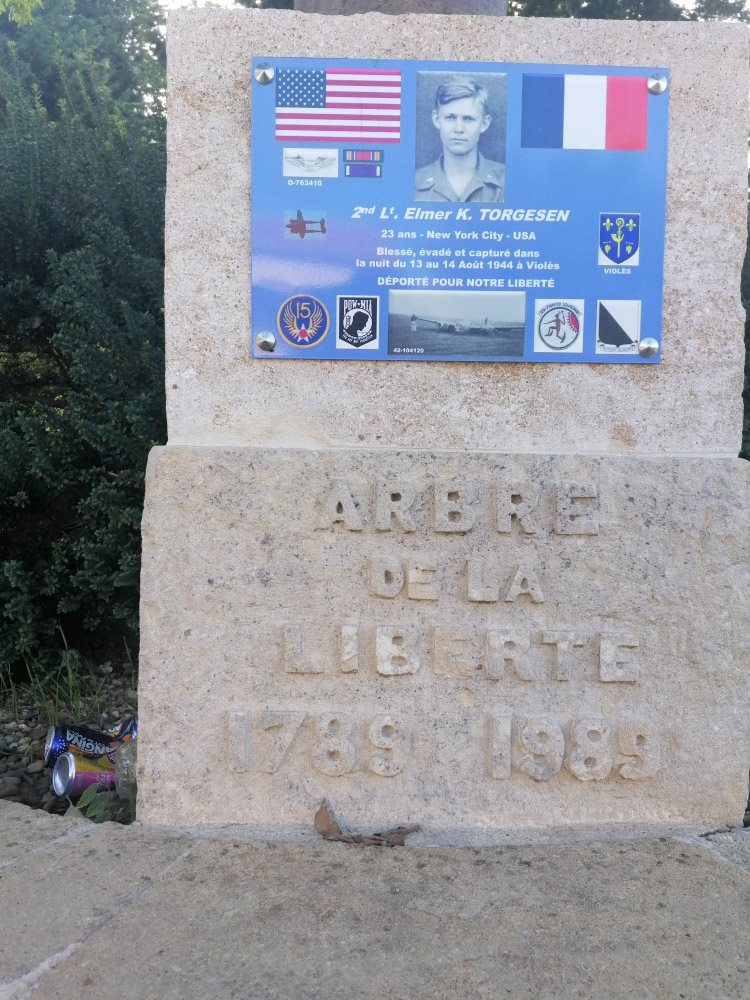 O-763410
2nd Lt. Elmer K. TORGESEN
23 ans - New York City - USA
Blessé, évadé et capturé dans
la nuit du 13 au 14 Août 1944 à Violès
DÉPORTÉ POUR NOTRE LIBERTÉ
VIOLÈS
15
POW★MIA
42-104120
ARBRE
DE LA
LIBERTE
1789 1989